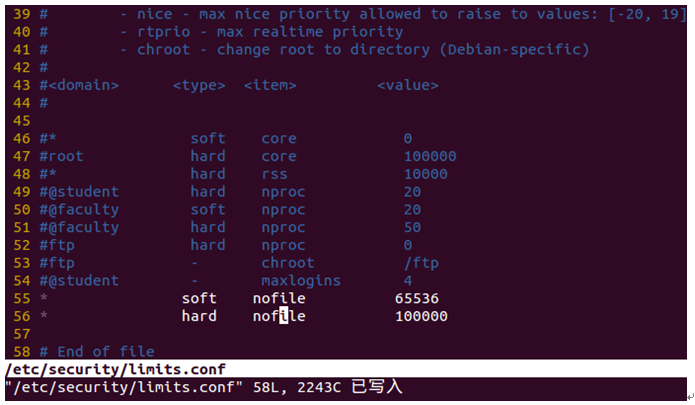 39 #        - nice - max nice priority allowed to raise to values: [-20, 19]
40 #        - rtprio - max realtime priority
41 #        - chroot - change root to directory (Debian-specific)
42 #
43 #<domain>      <type>  <item>         <value>
44 #
45
46 #*               soft    core            0
47 #root            hard    core            100000
48 #*               hard    rss             10000
49 #@student        hard    nproc           20
50 #@faculty        soft    nproc           20
51 #@faculty        hard    nproc           50
52 #ftp             hard    nproc           0
53 #ftp             -       chroot          /ftp
54 #@student        -       maxlogins       4
55 *               soft    nofile          65536
56 *               hard    nofile          100000
57
58 # End of file
/etc/security/limits.conf
"/etc/security/limits.conf" 58L, 2243C 已写入